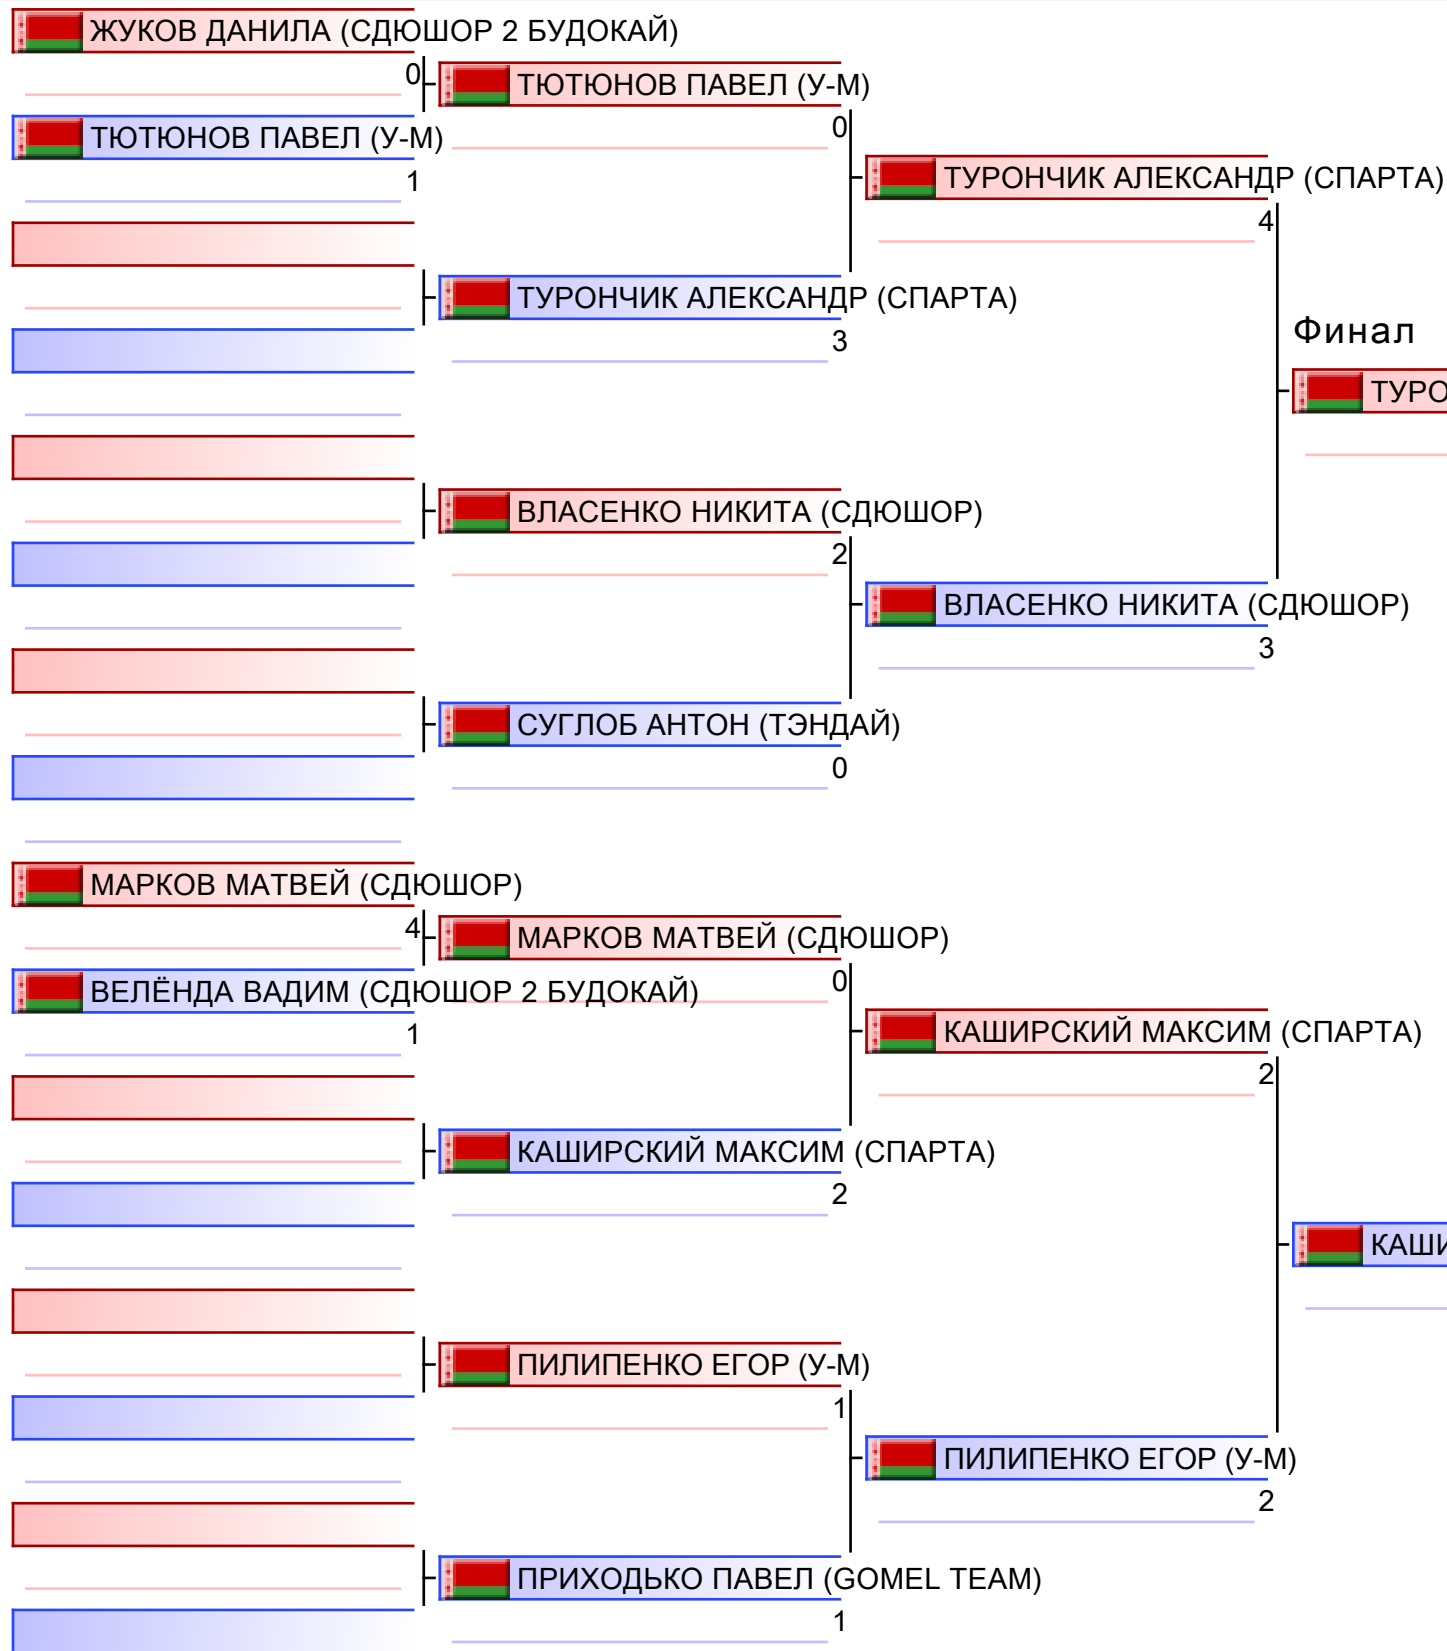 ЖУКОВ ДАНИЛА (СДЮШОР 2 БУДОКАЙ)
0
ТЮТЮНОВ ПАВЕЛ (У-М)
ТЮТЮНОВ ПАВЕЛ (У-М)
0
1
ТУРОНЧИК АЛЕКСАНДР (СПАРТА)
4
ТУРОНЧИК АЛЕКСАНДР (СПАРТА)
3
Финал
ТУРО
ВЛАСЕНКО НИКИТА (СДЮШОР)
2
ВЛАСЕНКО НИКИТА (СДЮШОР)
3
СУГЛОБ АНТОН (ТЭНДАЙ)
0
МАРКОВ МАТВЕЙ (СДЮШОР)
4
МАРКОВ МАТВЕЙ (СДЮШОР)
0
ВЕЛЁНДА ВАДИМ (СДЮШОР 2 БУДОКАЙ)
1
КАШИРСКИЙ МАКСИМ (СПАРТА)
2
КАШИРСКИЙ МАКСИМ (СПАРТА)
2
КАШИ
ПИЛИПЕНКО ЕГОР (У-М)
1
ПИЛИПЕНКО ЕГОР (У-М)
2
ПРИХОДЬКО ПАВЕЛ (GOMEL TEAM)
1